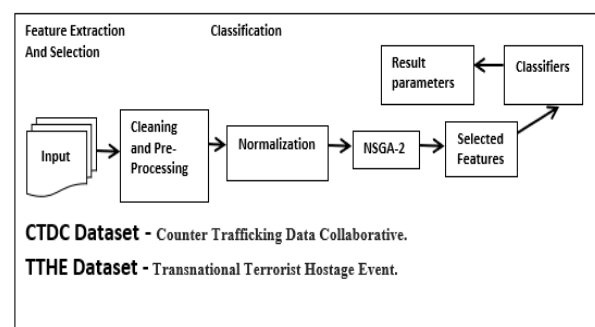 Feature Extraction
And Selection
Classification
Result
parameters
Classifiers
Input
Cleaning
and Pre-
Processing
Normalization
NSGA-2
Selected
Features
CTDC Dataset - Counter Trafficking Data Collaborative.
TTHE Dataset - Transnational Terrorist Hostage Event.